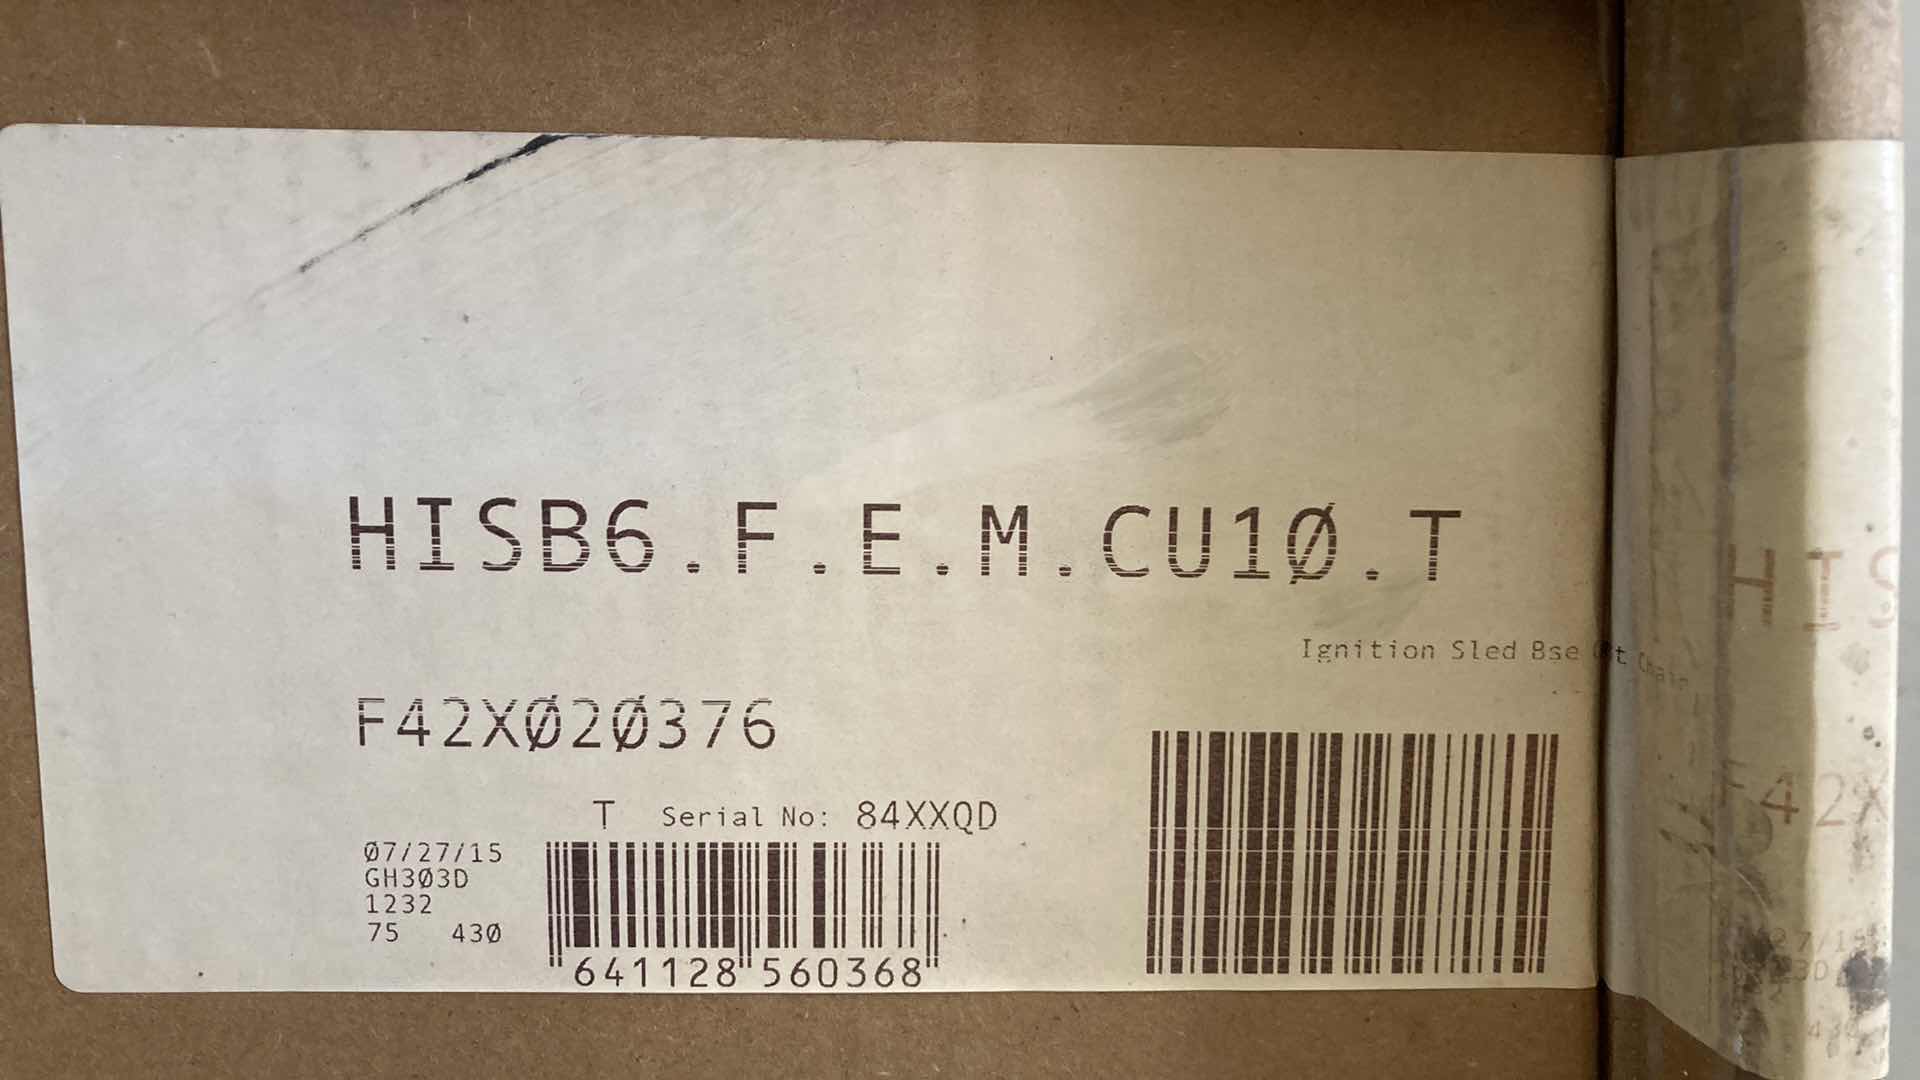 HISB6.F.E.M.CU1Ø.T
Ignition Sled Bse Chair
F42XØ2Ø376
T Serial No: 84XXQD
Ø7/27/15
GH3Ø3D
1232
75 43Ø
641128 560368
HIS
F42X